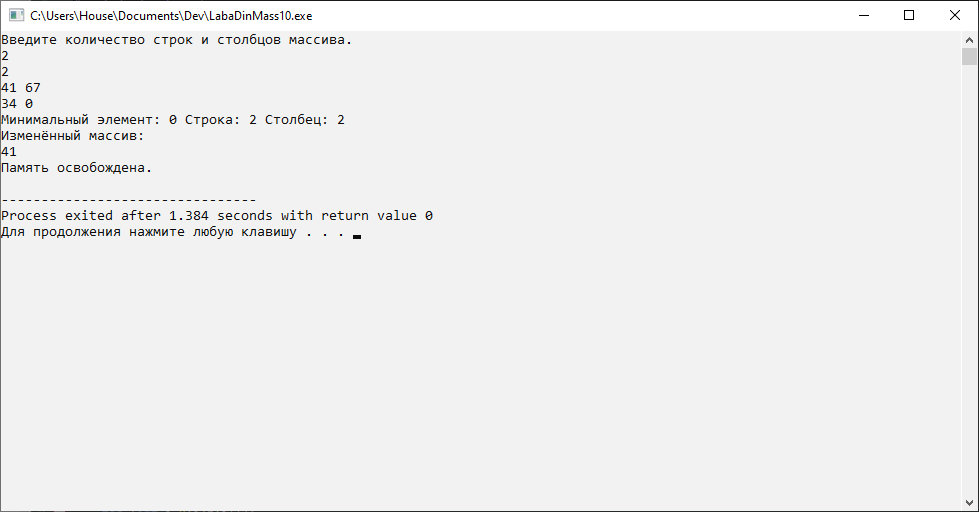 C:\Users\House\Documents\Dev\LabaDinMass10.exe
Введите количество строк и столбцов массива.
2
2
41 67
34 0
Минимальный элемент: 0 Строка: 2 Столбец: 2
Изменённый массив:
41
Память освобождена.
--------------------------------
Process exited after 1.384 seconds with return value 0
Для продолжения нажмите любую клавишу . . .